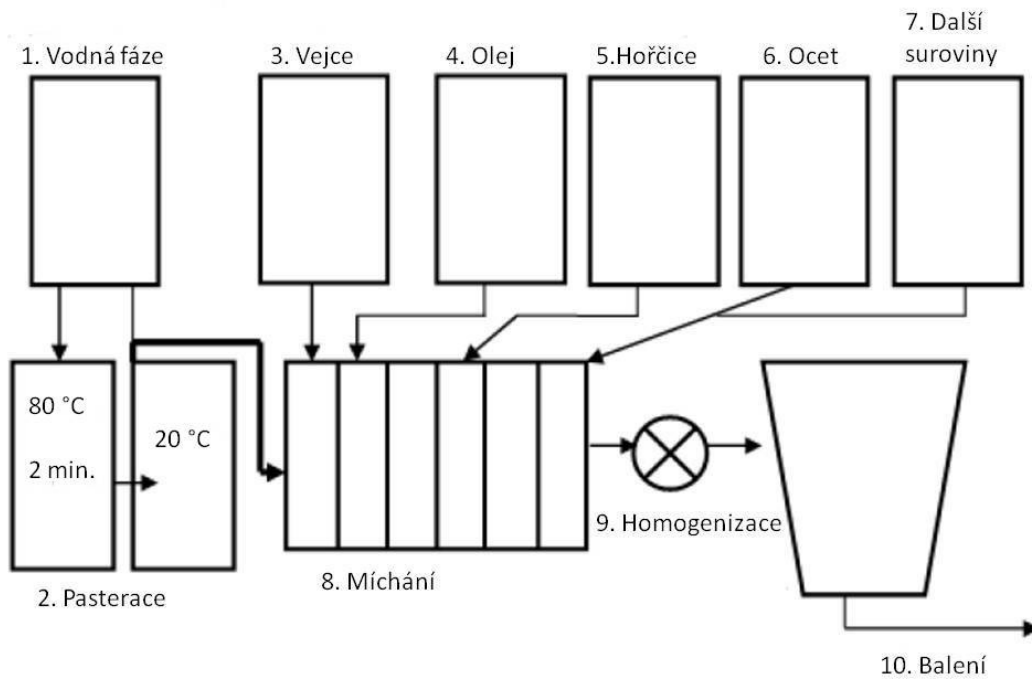 1. Vodná fáze
3. Vejce
4. Olej
5.Hořčice
6. Ocet
7. Další
suroviny
80 °C
2 min.
20 °C
2. Pasterace
8. Míchání
9. Homogenizace
10. Balení